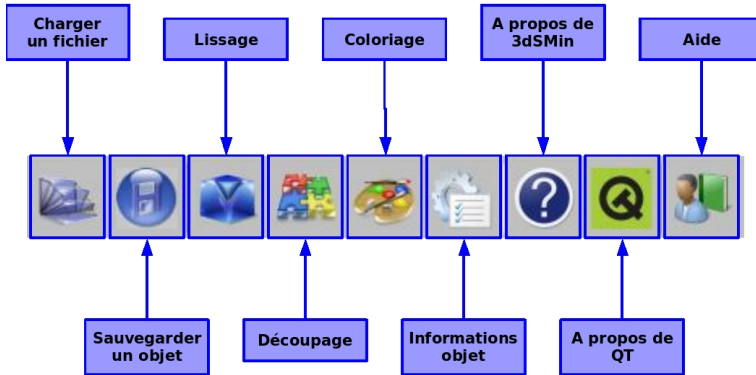 Charger
un fichier
Lissage
Coloriage
A propos de
3dSMin
Aide
?
Sauvegarder
un objet
Découpage
Informations
objet
A propos de
QT